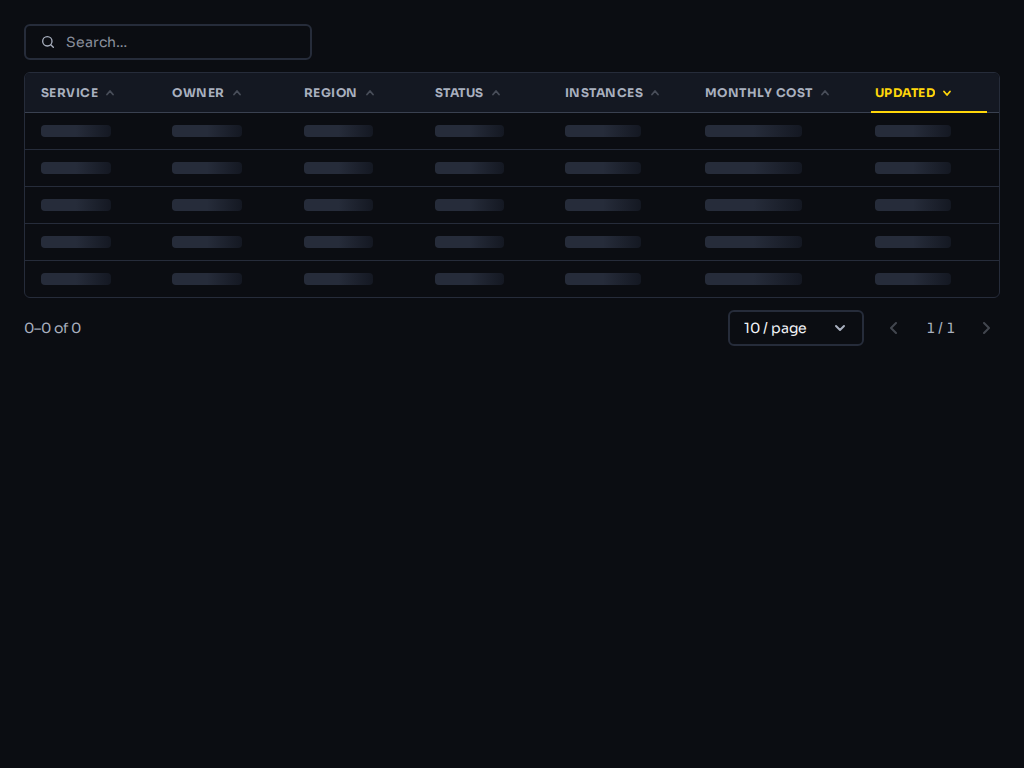 Search...
SERVICE OWNER REGION STATUS INSTANCES MONTHLY COST UPDATED
0–0 of 0 10 / page 1 / 1